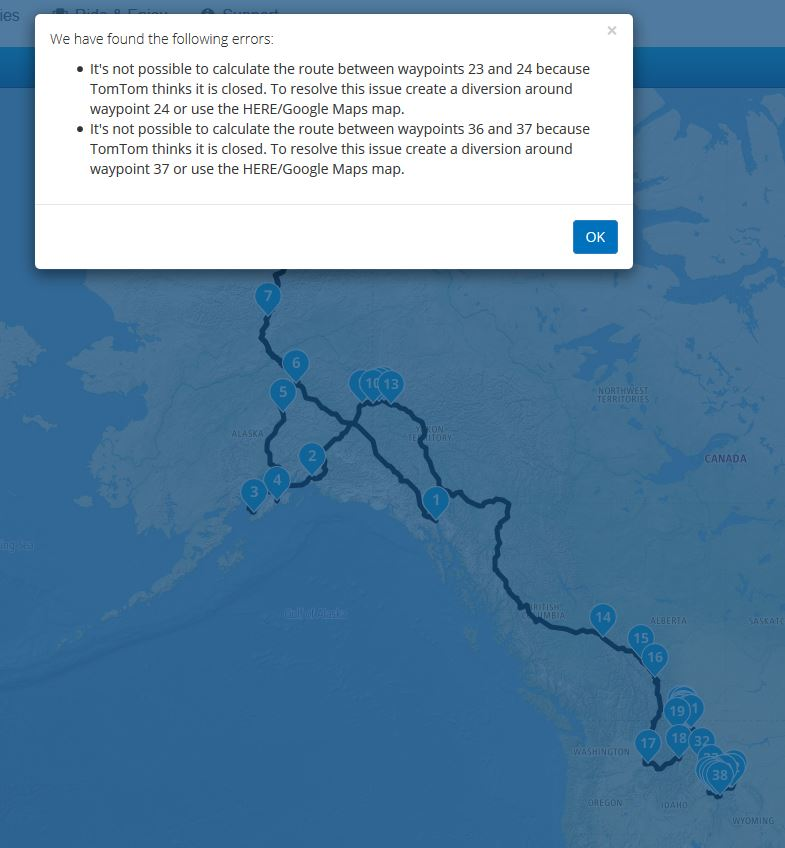 ies Ride & Enjoy Support
We have found the following errors:
×
• It's not possible to calculate the route between waypoints 23 and 24 because
TomTom thinks it is closed. To resolve this issue create a diversion around
waypoint 24 or use the HERE/Google Maps map.
• It's not possible to calculate the route between waypoints 36 and 37 because
TomTom thinks it is closed. To resolve this issue create a diversion around
waypoint 37 or use the HERE/Google Maps map.
OK
7
6
10
13
5
NORTHWEST
TERRITORIES
ALASKA
YUKON
TERRITORY
2
CANADA
4
3
1
ng Sea
Gulf of Alaska
BRITISH
COLUMBIA
14
ALBERTA
SASKATC
15
16
19
1
17
18
32
WASHINGTON
38
OREGON
IDAHO
WYOMING